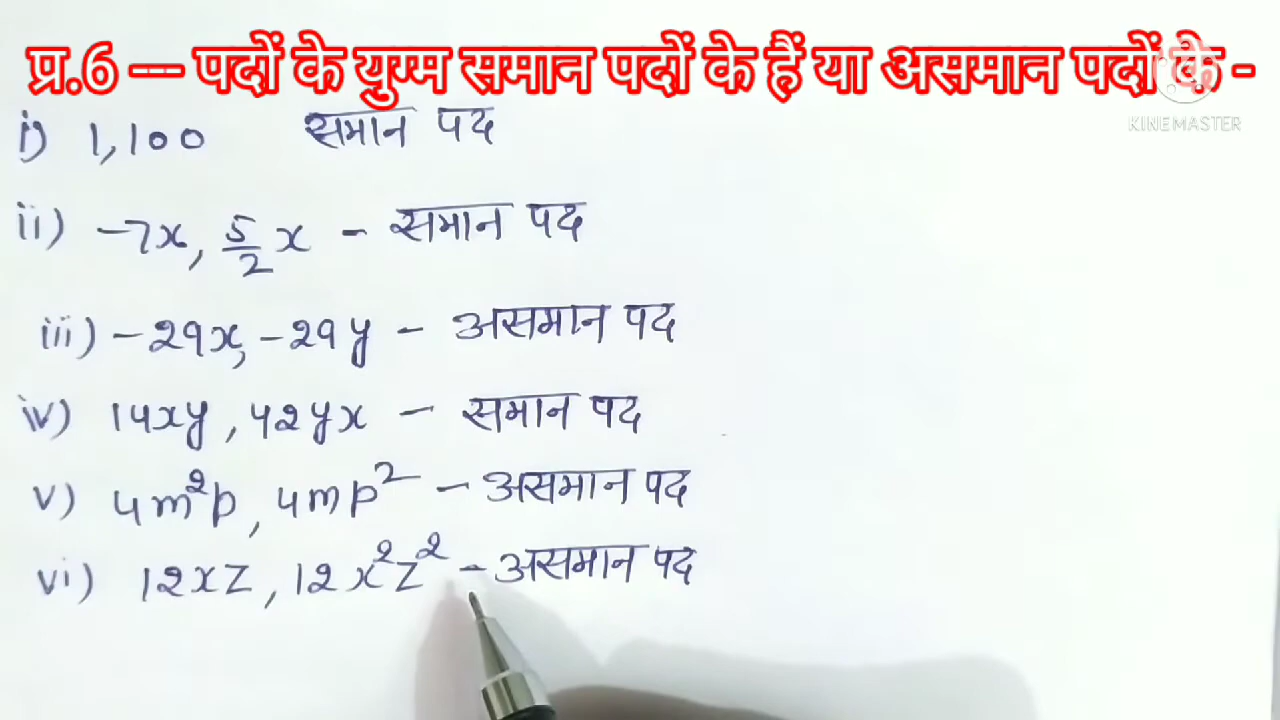 प्र.6 — पदों के युग्म समान पदों के हैं या असमान पदों के -
KINEMASTER
i) 1,100 समान पद
ii) -7x, 5/2 x - समान पद
iii) -29x, -29y - असमान पद
iv) 14xy, 42yx - समान पद
v) 4m²p, 4mp² - असमान पद
vi) 12xz, 12x²z² - असमान पद